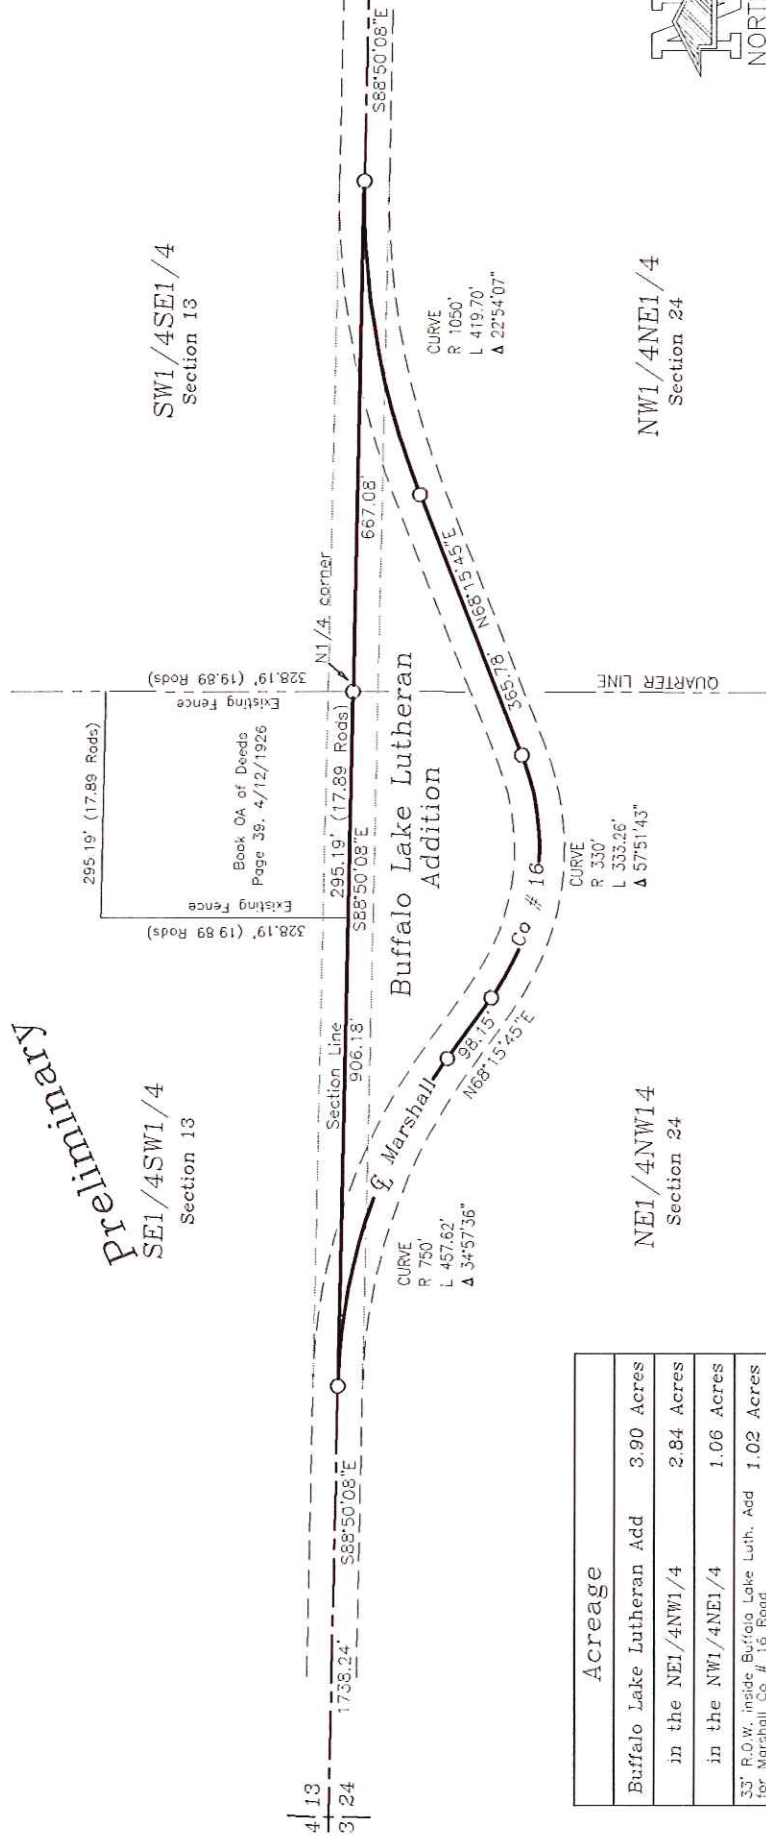 Preliminary
SE1/4SW1/4
Section 13
SW1/4SE1/4
Section 13
295.19' (17.89 Rods)
328.19' (19.89 Rods)
Existing Fence
Book OA of Deeds
Page 39. 4/12/1926
Existing Fence
328.19' (19.89 Rods)
N1/4 corner
4 13
3 24
1738.24'
S88°50'08"E
Section Line
906.18'
295.19' (17.89 Rods)
S88°50'08"E
667.08'
S88°50'08"E
Buffalo Lake Lutheran
Addition
CURVE
R 750'
L 457.62'
Δ 34°57'36"
℄ Marshall Co # 16
98.15'
N68°15'45"E
CURVE
R 330'
L 333.26'
Δ 57°51'43"
365.78'
N68°15'45"E
CURVE
R 1050'
L 419.70'
Δ 22°54'07"
QUARTER LINE
NE1/4NW14
Section 24
NW1/4NE1/4
Section 24
Acreage
Buffalo Lake Lutheran Add 3.90 Acres
in the NE1/4NW1/4 2.84 Acres
in the NW1/4NE1/4 1.06 Acres
33' R.O.W. inside Buffalo Lake Luth. Add 1.02 Acres
for Marshall Co # 16 Road